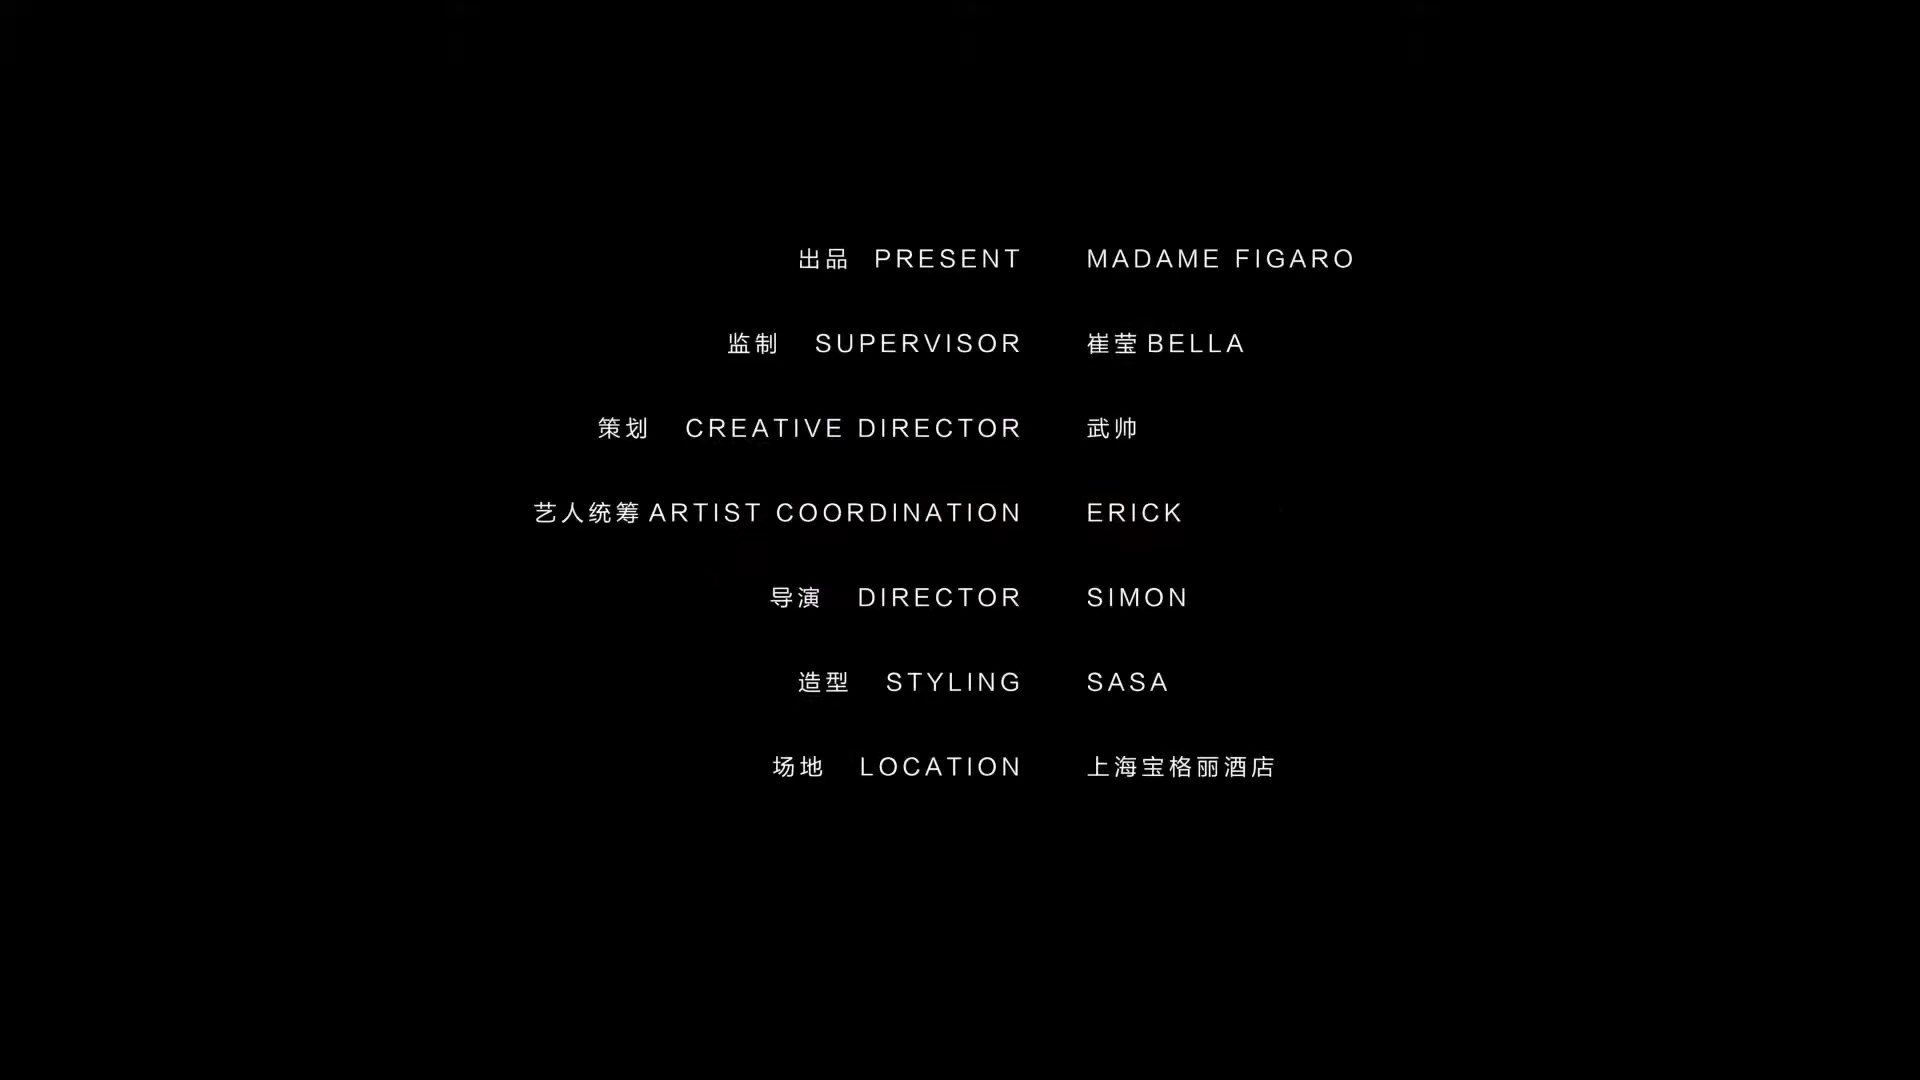 出品 PRESENT MADAME FIGARO
监制 SUPERVISOR 崔莹 BELLA
策划 CREATIVE DIRECTOR 武帅
艺人统筹 ARTIST COORDINATION ERICK
导演 DIRECTOR SIMON
造型 STYLING SASA
场地 LOCATION 上海宝格丽酒店